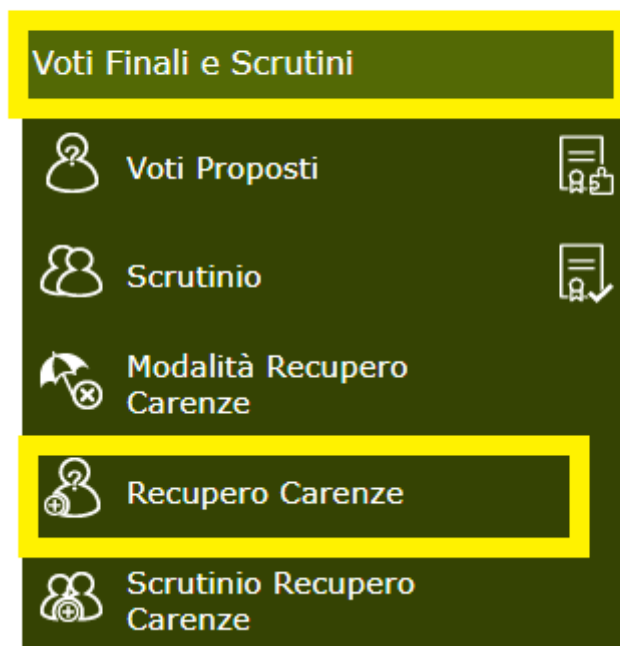 Voti Finali e Scrutini
Voti Proposti
Scrutinio
Modalità Recupero
Carenze
Recupero Carenze
Scrutinio Recupero
Carenze